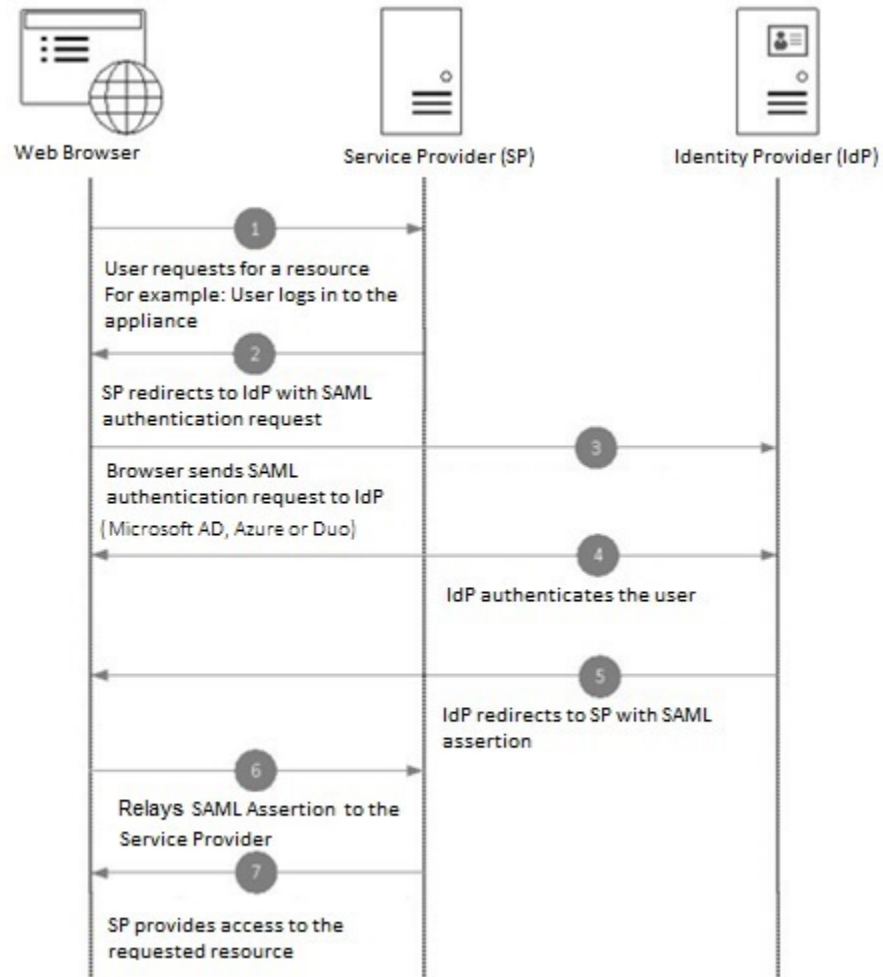 Web Browser
Service Provider (SP)
Identity Provider (IdP)
1
User requests for a resource
For example: User logs in to the
appliance
2
SP redirects to IdP with SAML
authentication request
3
Browser sends SAML
authentication request to IdP
(Microsoft AD, Azure or Duo)
4
IdP authenticates the user
5
IdP redirects to SP with SAML
assertion
6
Relays SAML Assertion to the
Service Provider
7
SP provides access to the
requested resource